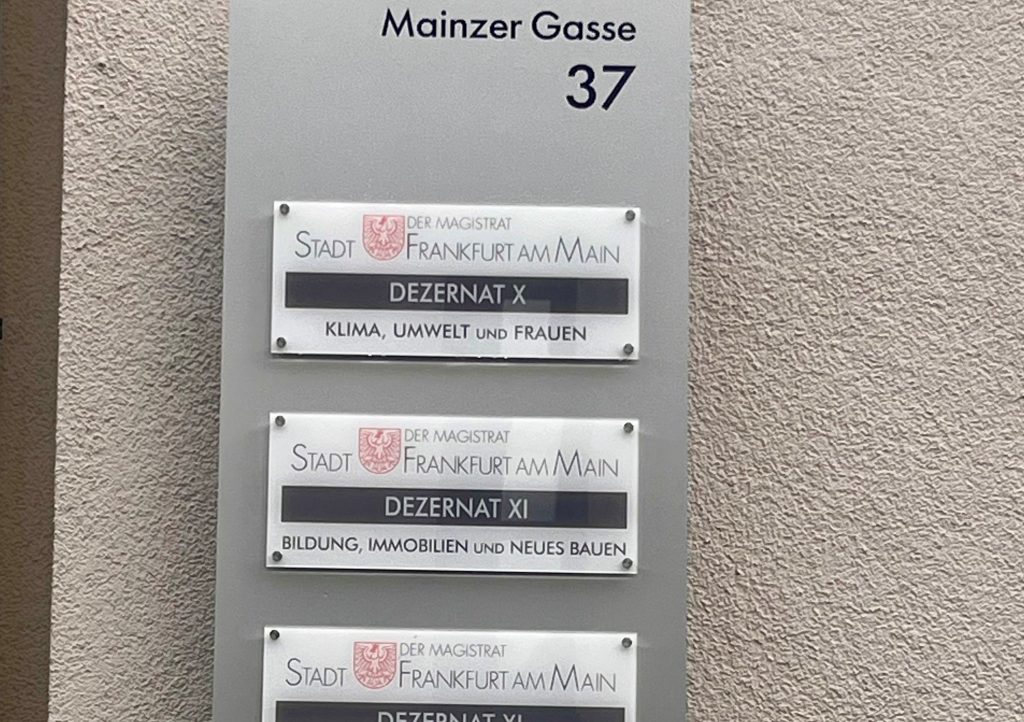 Mainzer Gasse
37
DER MAGISTRAT
STADT FRANKFURT AM MAIN
DEZERNAT X
KLIMA, UMWELT UND FRAUEN
DER MAGISTRAT
STADT FRANKFURT AM MAIN
DEZERNAT XI
BILDUNG, IMMOBILIEN UND NEUES BAUEN
DER MAGISTRAT
STADT FRANKFURT AM MAIN
DEZERNAT